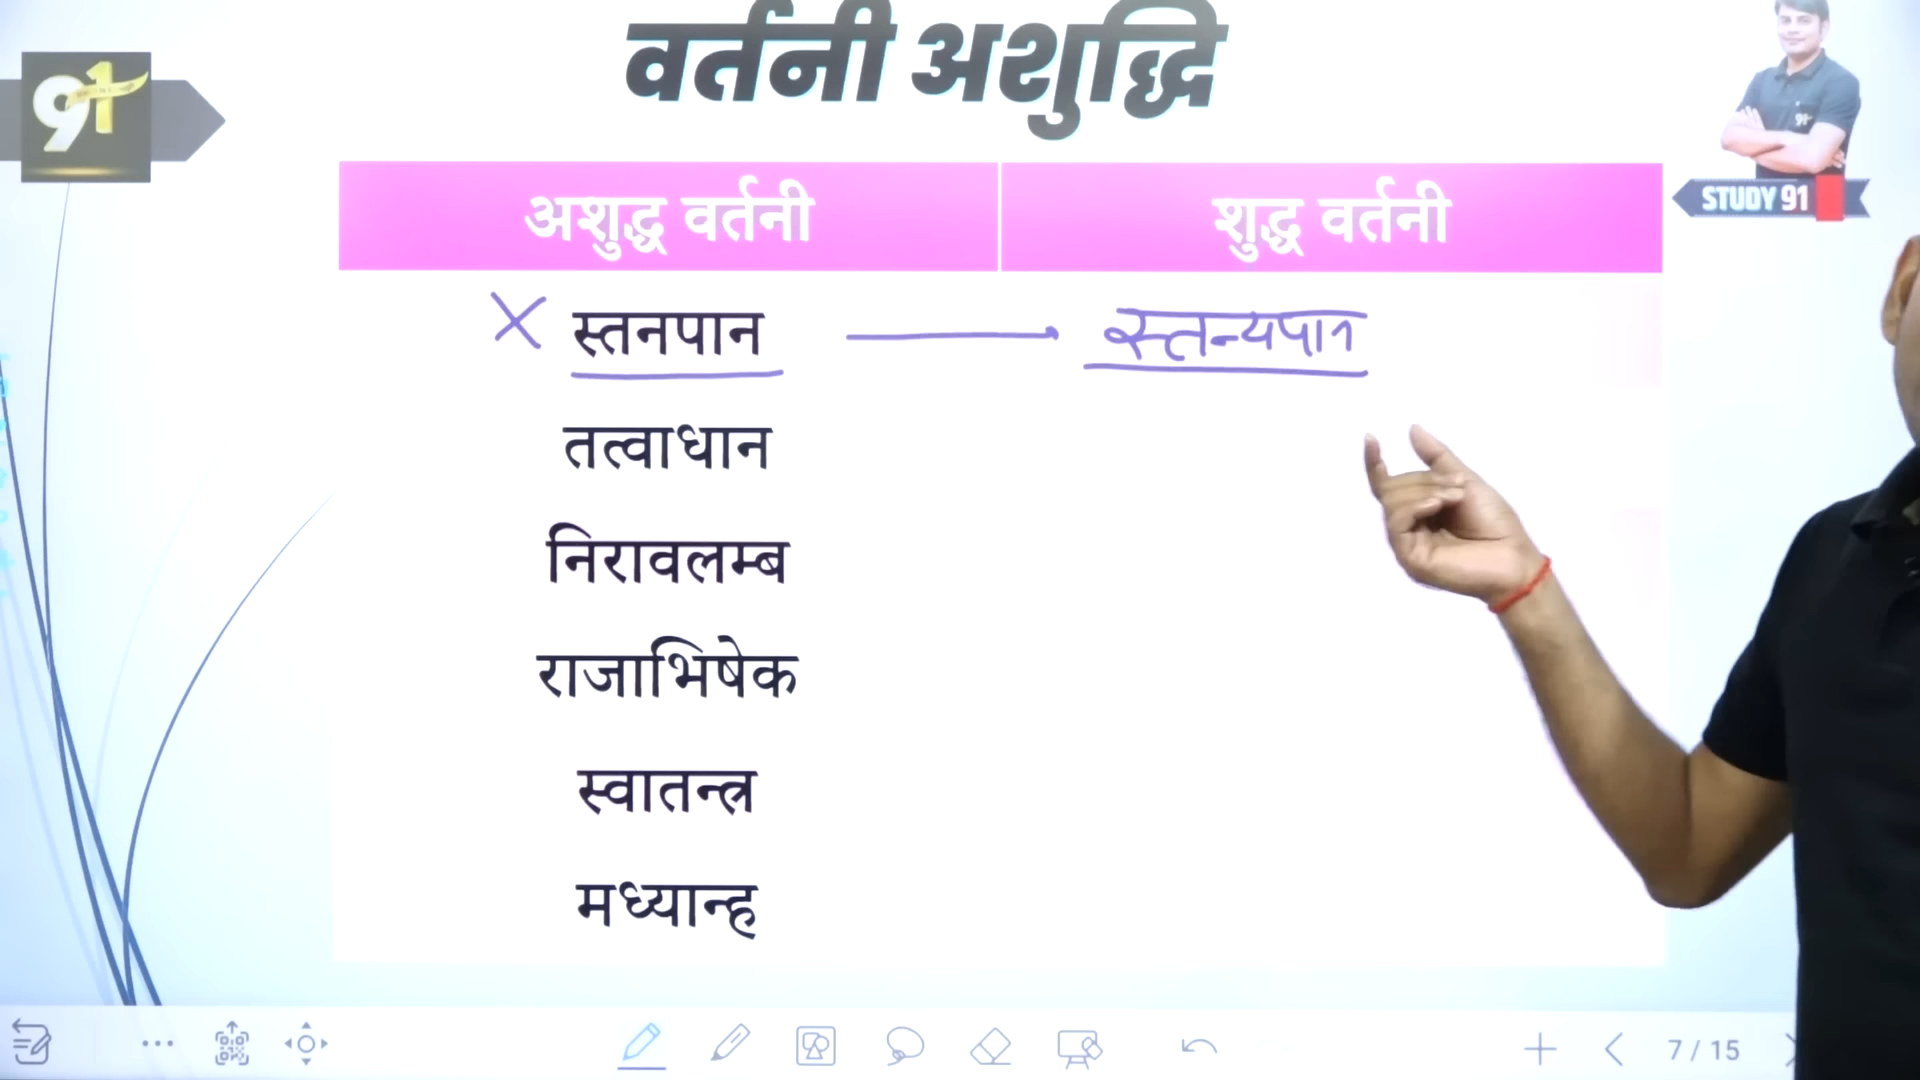 वर्तनी अशुद्धि
91
STUDY 91
अशुद्ध वर्तनी शुद्ध वर्तनी
× स्तनपान स्तन्यपान
तत्वाधान
निरावलम्ब
राजाभिषेक
स्वातन्त्र
मध्यान्ह
7 / 15